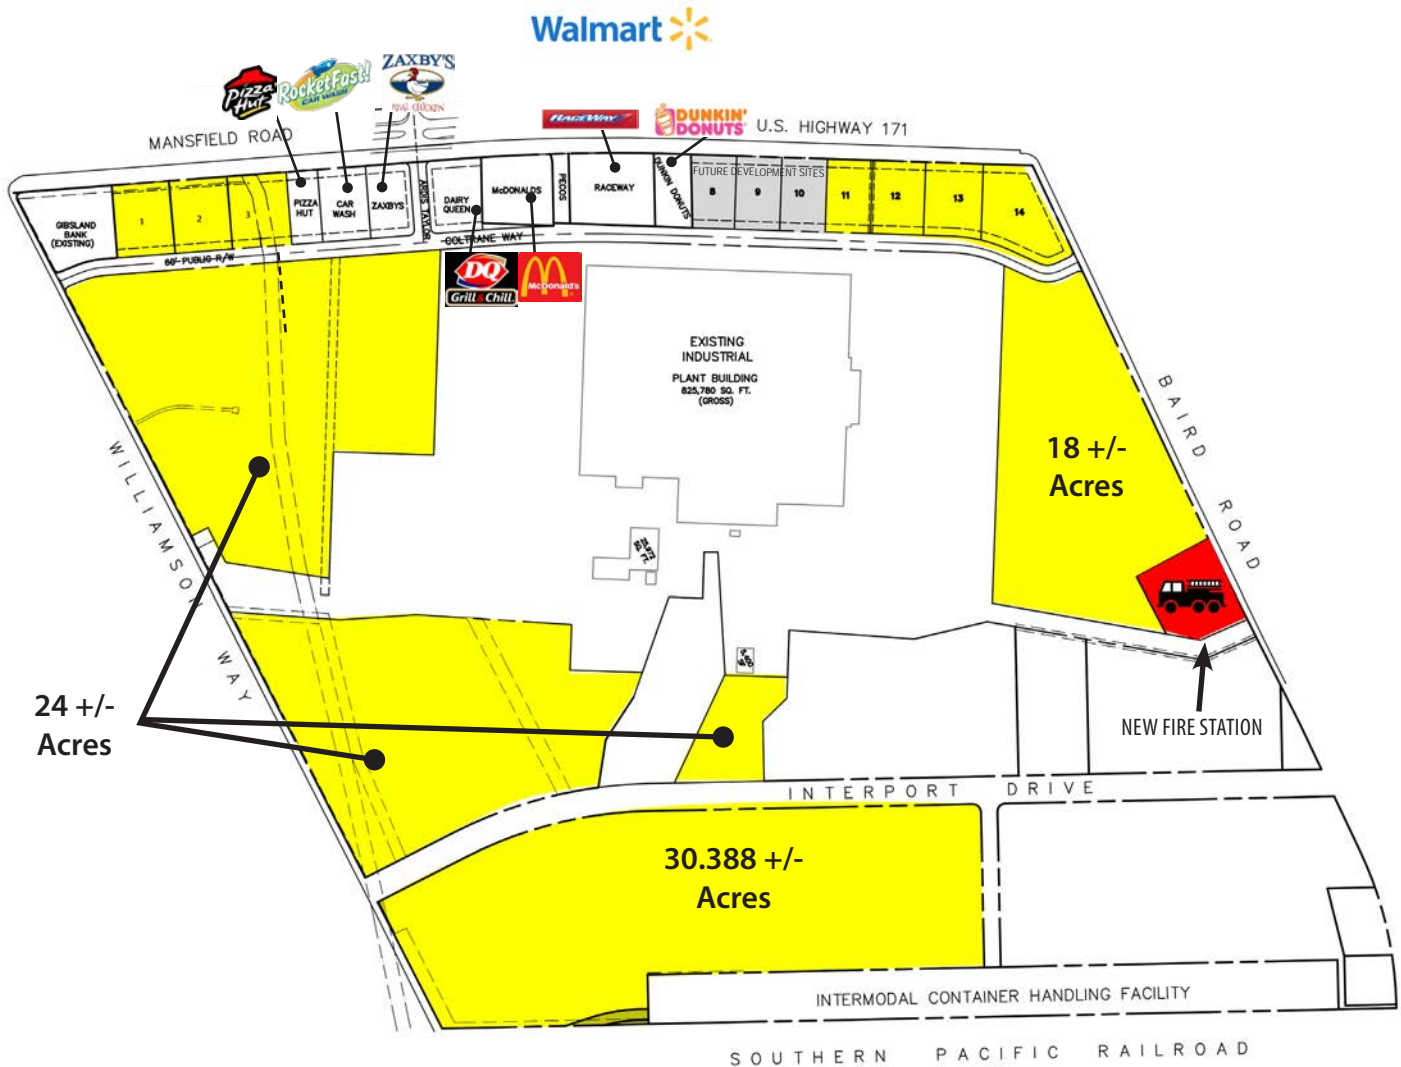 Walmart
ZAXBY'S
REAL CHICKEN
Pizza
Hut
RocketFast!
CAR WASH
RACEWAY
DUNKIN'
DONUTS
U.S. HIGHWAY 171
MANSFIELD ROAD
GIBSLAND
BANK
(EXISTING)
1
2
3
PIZZA
HUT
CAR
WASH
ZAXBYS
ARDIS TAYLOR
DAIRY
QUEEN
McDONALDS
PECOS
RACEWAY
DUNKIN DONUTS
FUTURE DEVELOPMENT SITES
8
9
10
11
12
13
14
COLTRANE WAY
60' PUBLIC R/W
DQ
Grill & Chill
McDonald's
EXISTING
INDUSTRIAL
PLANT BUILDING
825,780 SQ. FT.
(GROSS)
BAIRD ROAD
18 +/-
Acres
WILLIAMSON WAY
24 +/-
Acres
NEW FIRE STATION
INTERPORT DRIVE
30.388 +/-
Acres
INTERMODAL CONTAINER HANDLING FACILITY
SOUTHERN PACIFIC RAILROAD